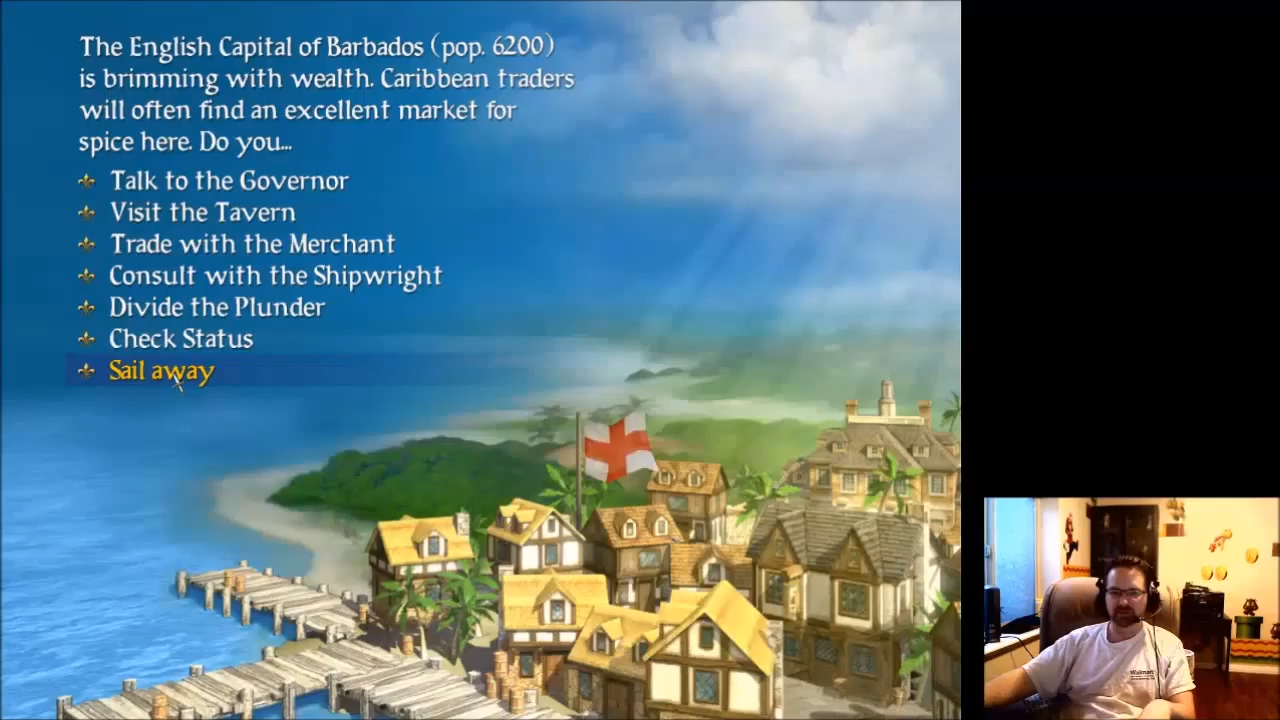 The English Capital of Barbados (pop. 6200)
is brimming with wealth. Caribbean traders
will often find an excellent market for
spice here. Do you...
Talk to the Governor
Visit the Tavern
Trade with the Merchant
Consult with the Shipwright
Divide the Plunder
Check Status
Sail away
Walmart